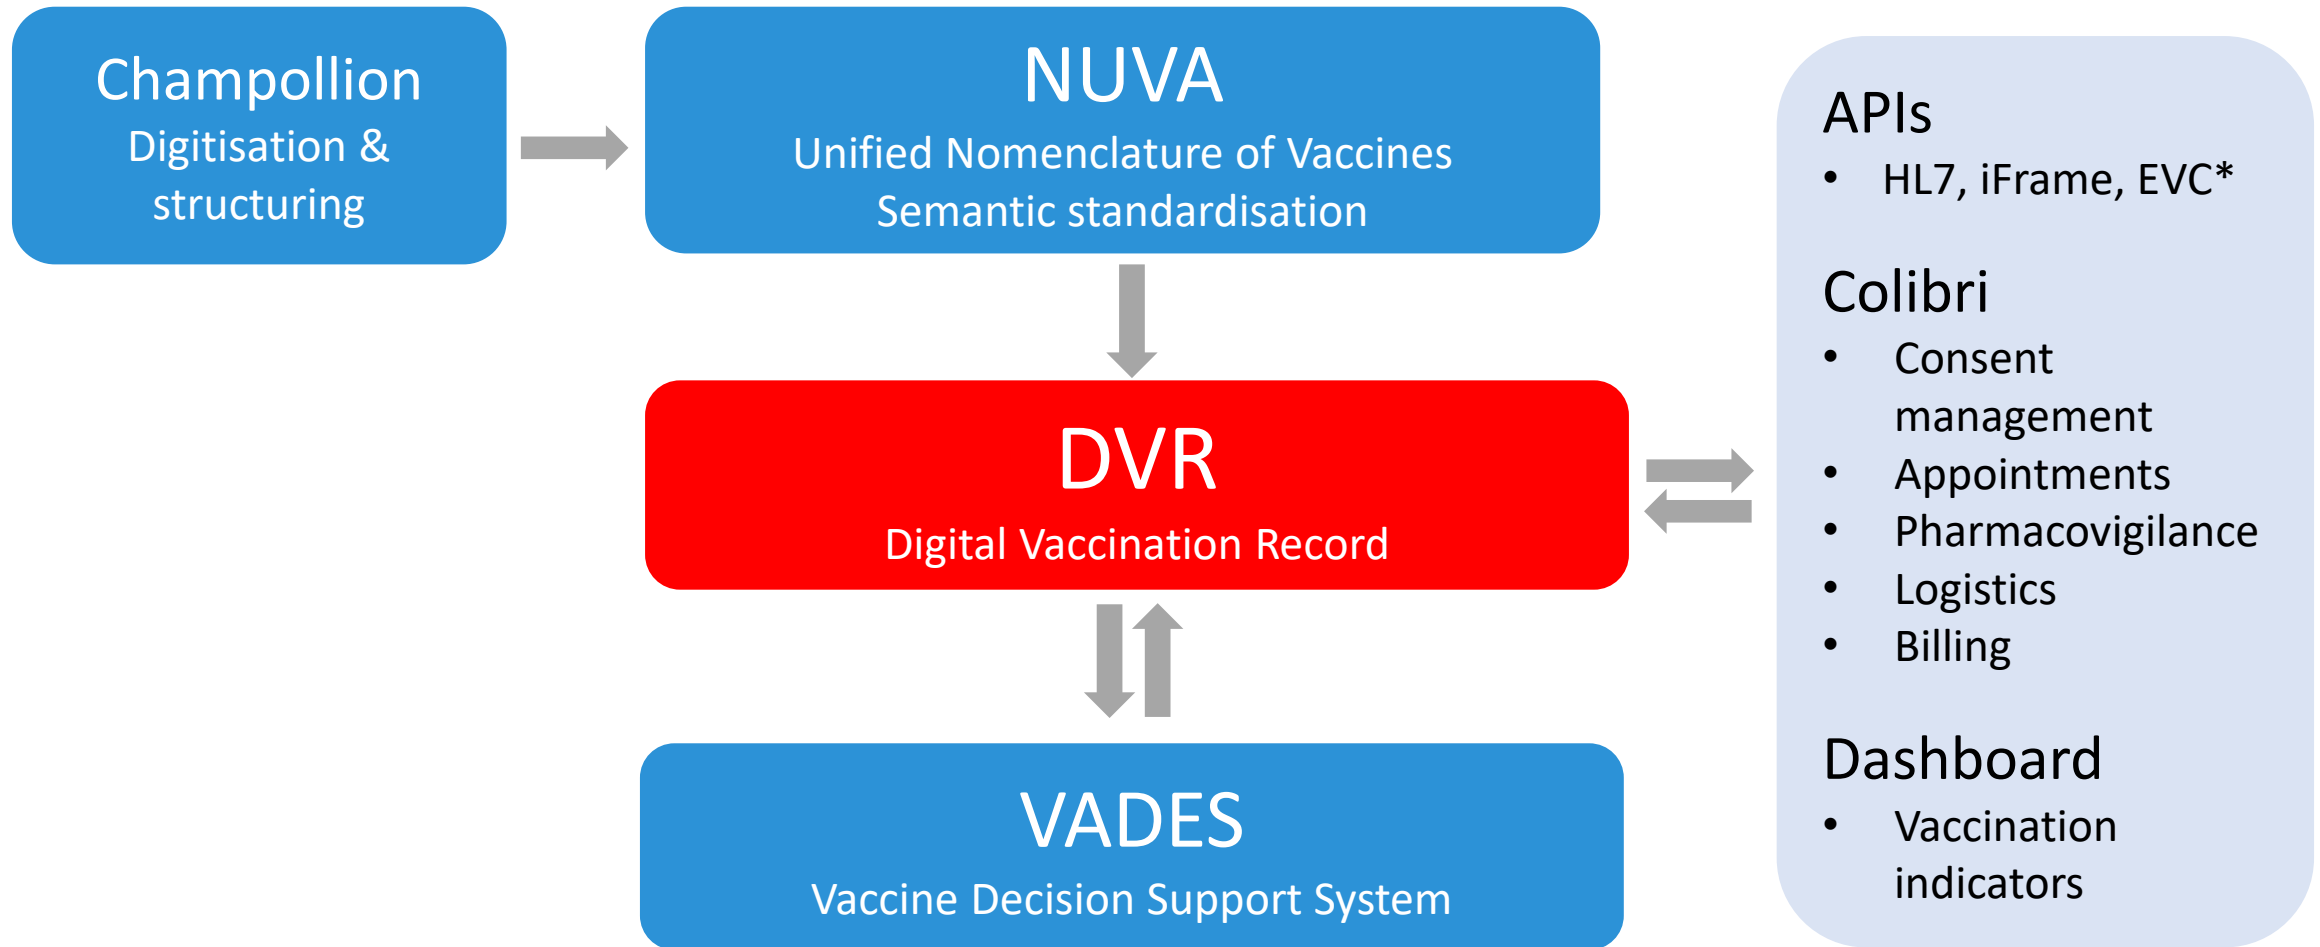 Champollion
Digitisation &
structuring
NUVA
Unified Nomenclature of Vaccines
Semantic standardisation
DVR
Digital Vaccination Record
VADES
Vaccine Decision Support System
APIs
• HL7, iFrame, EVC*
Colibri
• Consent
management
• Appointments
• Pharmacovigilance
• Logistics
• Billing
Dashboard
• Vaccination
indicators